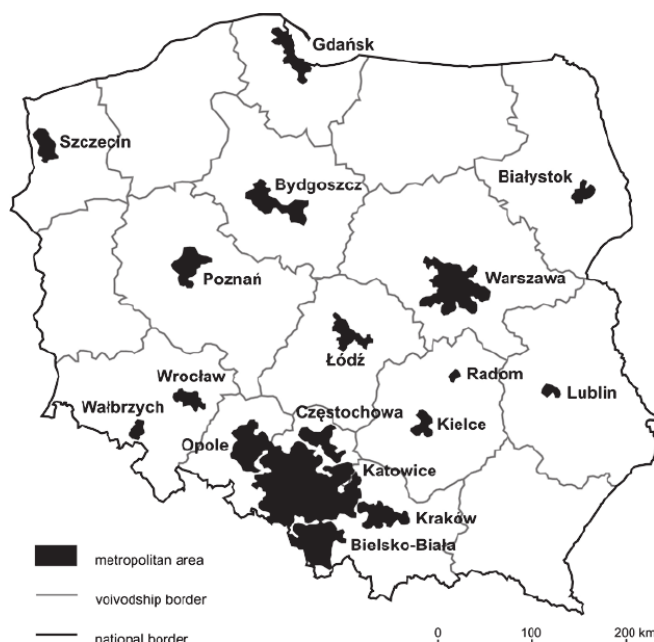 Gdańsk
Szczecin
Białystok
Bydgoszcz
Poznań
Warszawa
Łódź
Radom
Lublin
Wrocław
Wałbrzych
Częstochowa
Kielce
Opole
Katowice
Kraków
Bielsko-Biała
metropolitan area
voivodship border
national border
0 100 200 km